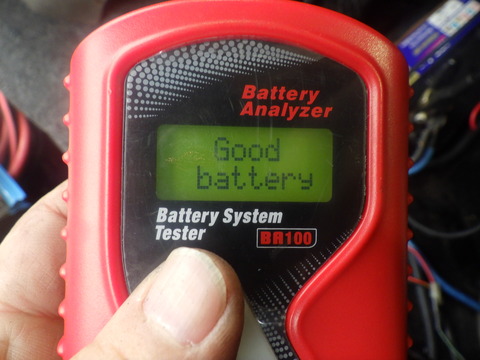 Battery
Analyzer
Good
battery
Battery System
Tester
BR100